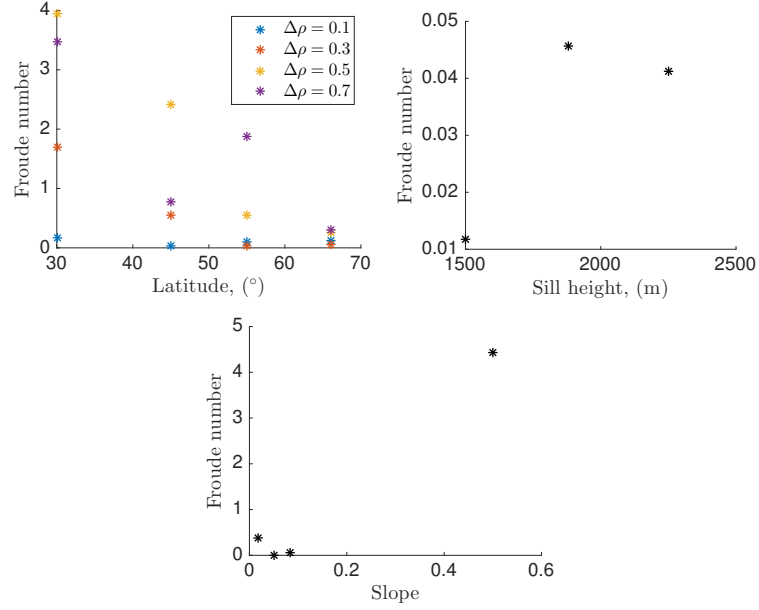 4
3
2
1
0
Froude number
30 40 50 60 70
Latitude, (°)
Δρ = 0.1
Δρ = 0.3
Δρ = 0.5
Δρ = 0.7
0.05
0.04
0.03
0.02
0.01
Froude number
1500 2000 2500
Sill height, (m)
5
4
3
2
1
0
Froude number
0 0.2 0.4 0.6
Slope